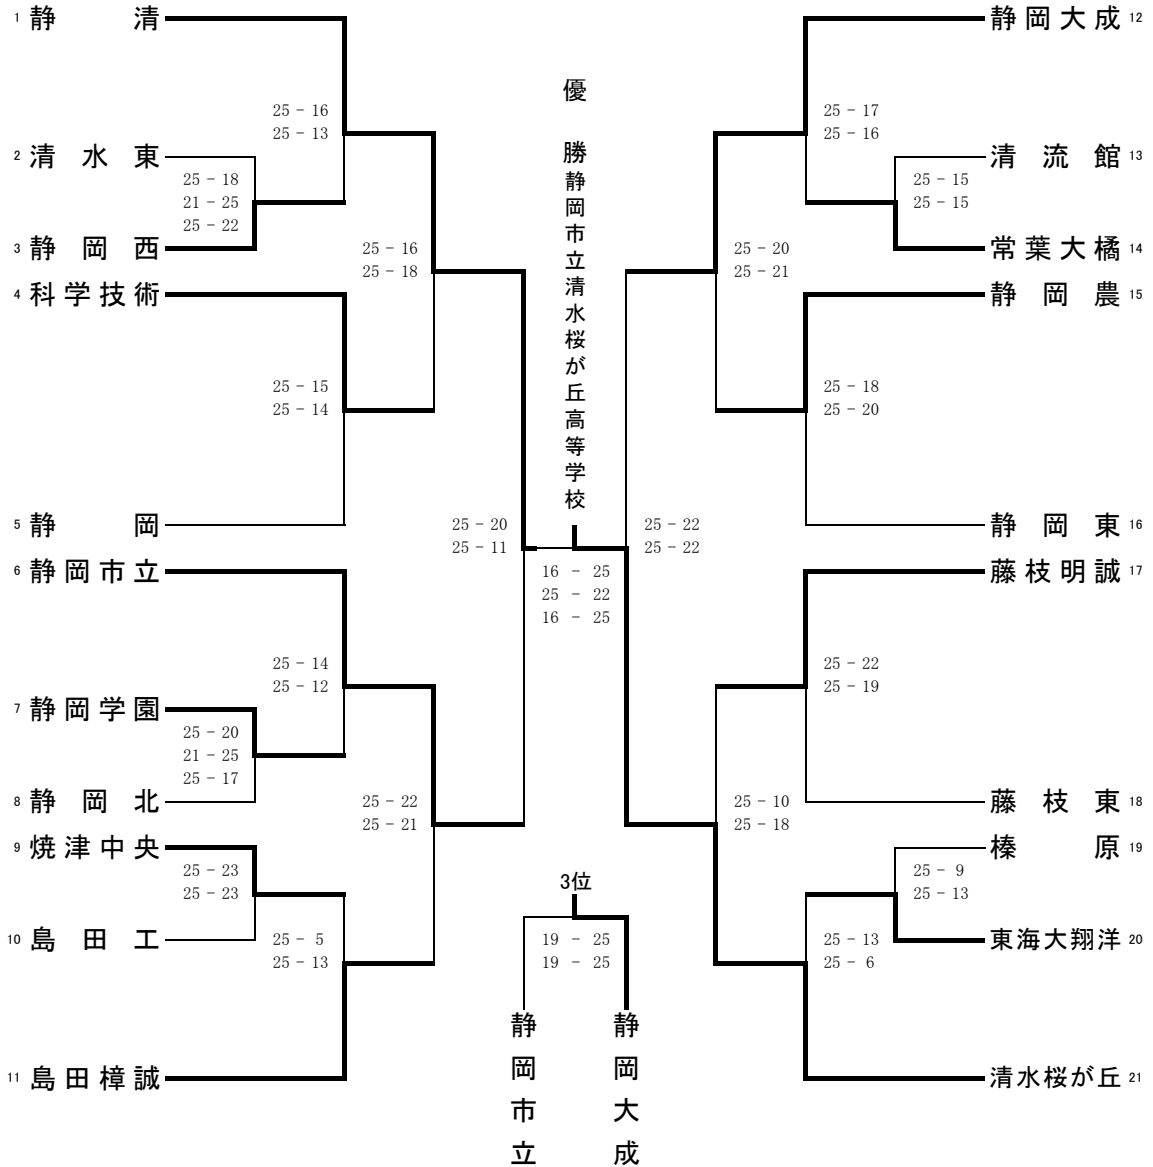 1 静清
25 - 16
25 - 13
2 清水東
25 - 18
21 - 25
25 - 22
3 静岡西
25 - 16
25 - 18
4 科学技術
25 - 15
25 - 14
5 静岡
25 - 20
25 - 11
6 静岡市立
25 - 14
25 - 12
7 静岡学園
25 - 20
21 - 25
25 - 17
8 静岡北
25 - 22
25 - 21
9 焼津中央
25 - 23
25 - 23
10 島田工
25 - 5
25 - 13
11 島田樟誠
優勝
静岡市立清水桜が丘高等学校
16 - 25
25 - 22
16 - 25
3位
19 - 25
19 - 25
静岡市立
静岡大成
静岡大成 12
25 - 17
25 - 16
清流館 13
25 - 15
25 - 15
常葉大橘 14
25 - 20
25 - 21
静岡農 15
25 - 18
25 - 20
静岡東 16
25 - 22
25 - 22
藤枝明誠 17
25 - 22
25 - 19
藤枝東 18
25 - 10
25 - 18
榛原 19
25 - 9
25 - 13
東海大翔洋 20
25 - 13
25 - 6
清水桜が丘 21